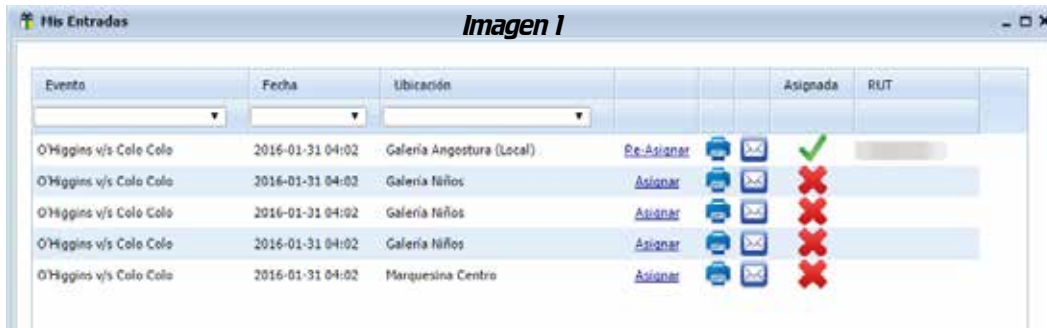 Mis Entradas
Imagen 1
Evento Fecha Ubicación Asignada RUT
O'Higgins v/s Colo Colo 2016-01-31 04:02 Galería Angostura (Local) Re-Asignar
O'Higgins v/s Colo Colo 2016-01-31 04:02 Galería Niños Asignar
O'Higgins v/s Colo Colo 2016-01-31 04:02 Galería Niños Asignar
O'Higgins v/s Colo Colo 2016-01-31 04:02 Galería Niños Asignar
O'Higgins v/s Colo Colo 2016-01-31 04:02 Marquesina Centro Asignar